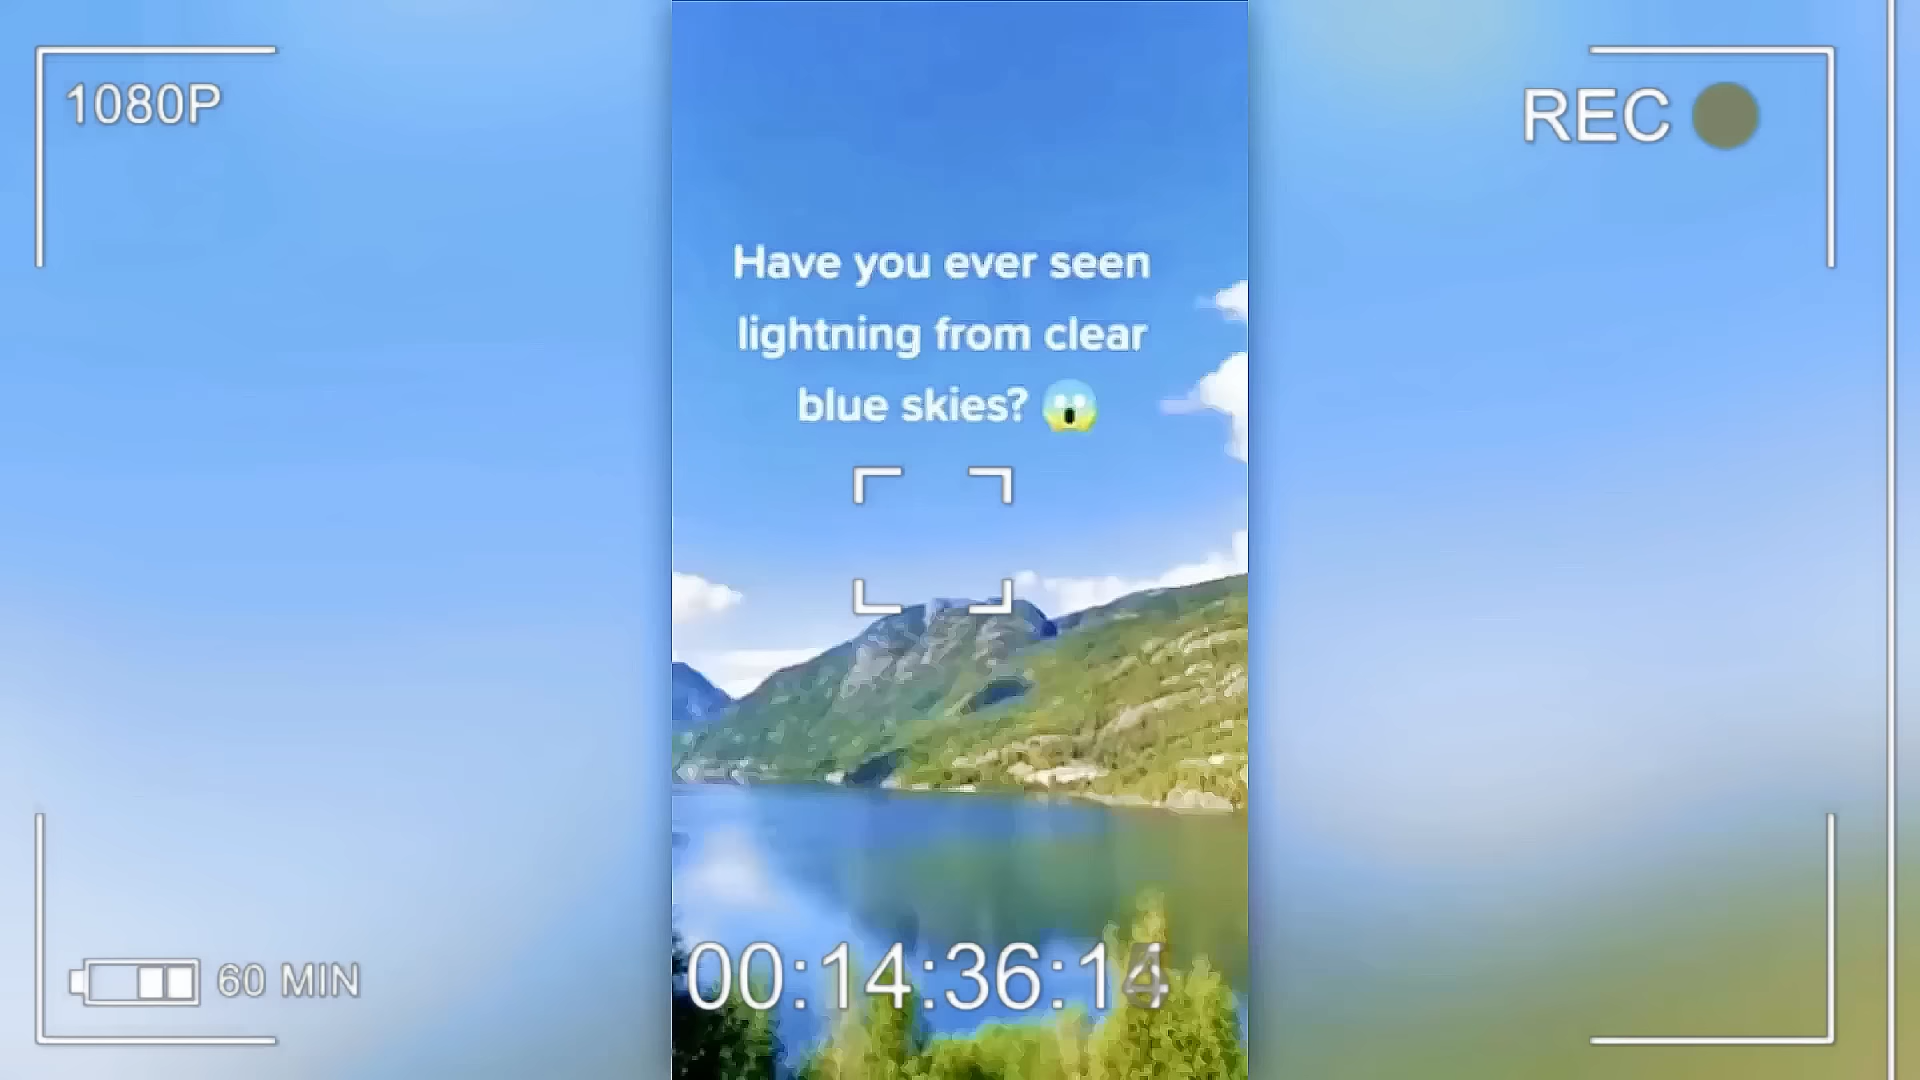 1080P
REC
Have you ever seen
lightning from clear
blue skies? 😱
60 MIN
00:14:36:14